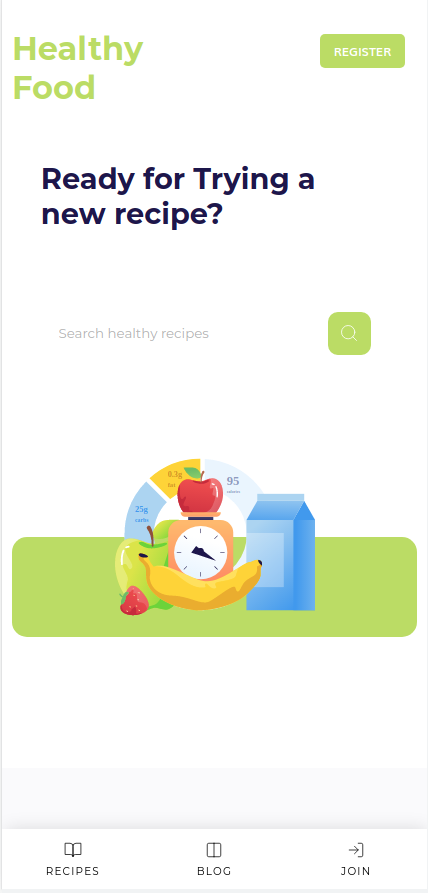 Healthy
Food
REGISTER
Ready for Trying a
new recipe?
Search healthy recipes
0.3g
fat
95
calories
25g
carbs
RECIPES
BLOG
JOIN